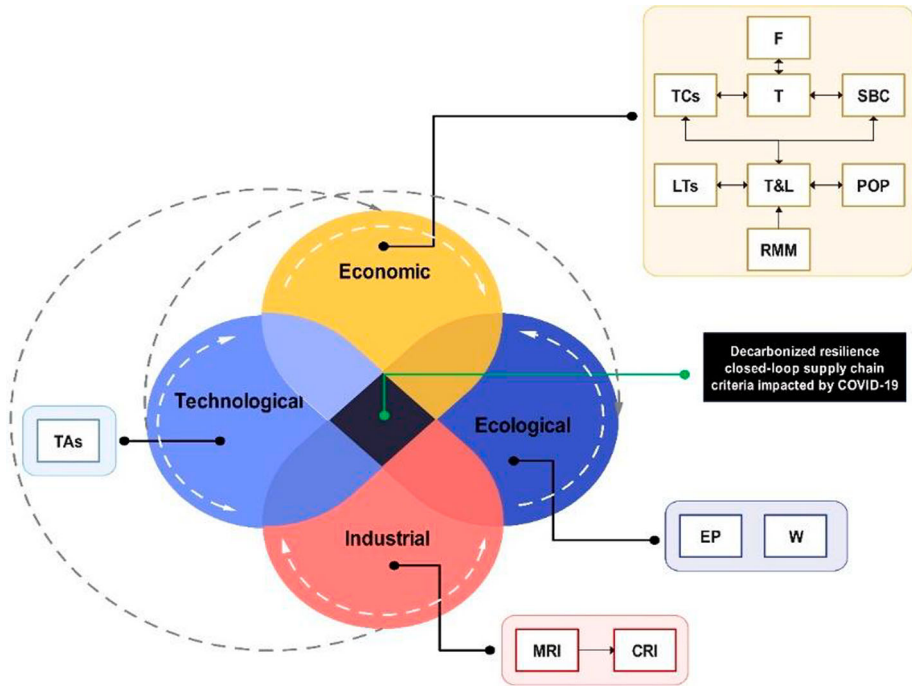 F
TCs
T
SBC
LTs
T&L
POP
RMM
Economic
Decarbonized resilience
closed-loop supply chain
criteria impacted by COVID-19
Technological
Ecological
TAs
Industrial
EP
W
MRI
CRI